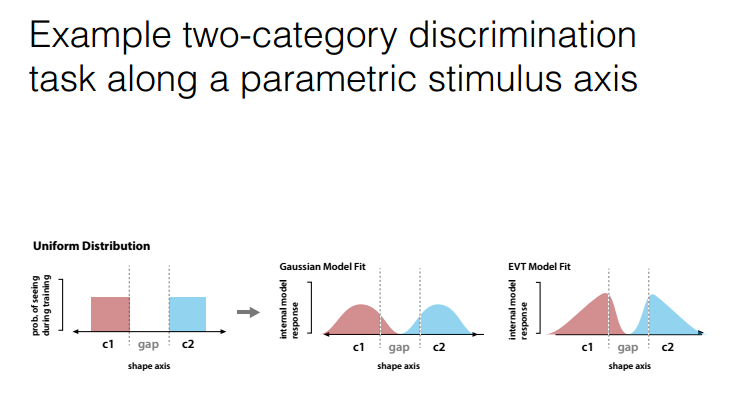 Example two-category discrimination
task along a parametric stimulus axis
Uniform Distribution
prob. of seeing
during training
c1
gap
c2
shape axis
Gaussian Model Fit
internal model
response
c1
gap
c2
shape axis
EVT Model Fit
internal model
response
c1
gap
c2
shape axis